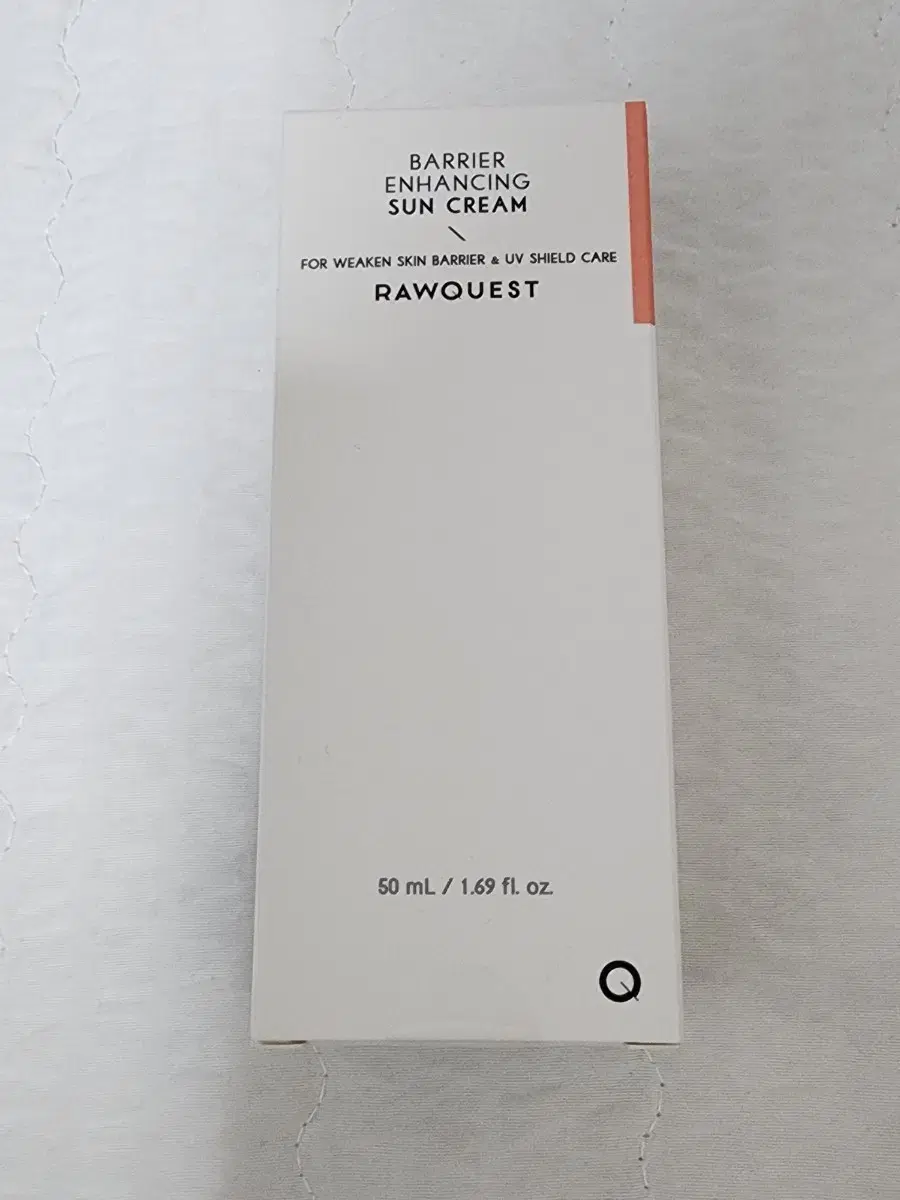 BARRIER
ENHANCING
SUN CREAM
FOR WEAKEN SKIN BARRIER & UV SHIELD CARE
RAWQUEST
50 mL / 1.69 fl. oz.
Q